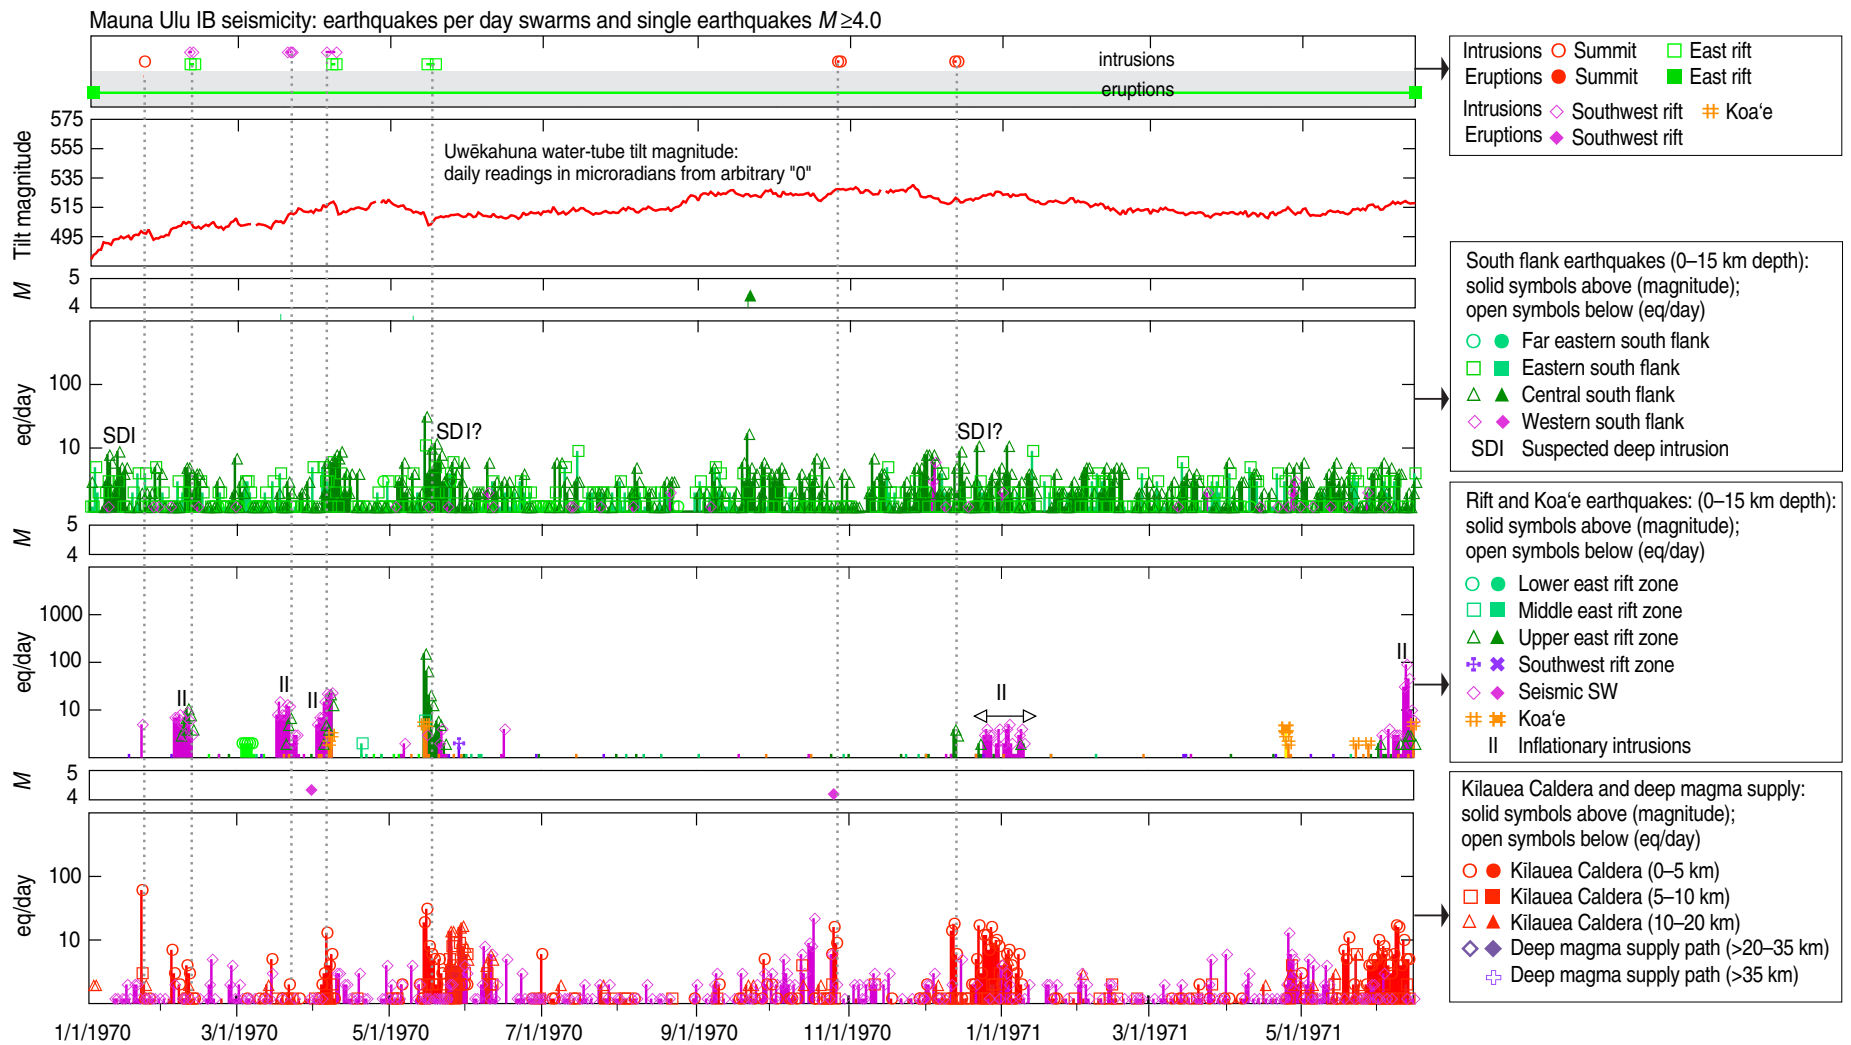 Mauna Ulu IB seismicity: earthquakes per day swarms and single earthquakes M ≥4.0
intrusions
eruptions
Intrusions Summit East rift
Eruptions Summit East rift
Intrusions Southwest rift Koa‘e
Eruptions Southwest rift
575
555
535
515
495
Tilt magnitude
Uwēkahuna water-tube tilt magnitude:
daily readings in microradians from arbitrary "0"
M
5
4
eq/day
100
10
SDI
SDI?
SDI?
South flank earthquakes (0–15 km depth):
solid symbols above (magnitude);
open symbols below (eq/day)
Far eastern south flank
Eastern south flank
Central south flank
Western south flank
SDI Suspected deep intrusion
M
5
4
eq/day
1000
100
10
II
II
II
II
II
Rift and Koa‘e earthquakes: (0–15 km depth):
solid symbols above (magnitude);
open symbols below (eq/day)
Lower east rift zone
Middle east rift zone
Upper east rift zone
Southwest rift zone
Seismic SW
Koa‘e
II Inflationary intrusions
M
5
4
eq/day
100
10
Kīlauea Caldera and deep magma supply:
solid symbols above (magnitude);
open symbols below (eq/day)
Kīlauea Caldera (0–5 km)
Kīlauea Caldera (5–10 km)
Kīlauea Caldera (10–20 km)
Deep magma supply path (>20–35 km)
Deep magma supply path (>35 km)
1/1/1970 3/1/1970 5/1/1970 7/1/1970 9/1/1970 11/1/1970 1/1/1971 3/1/1971 5/1/1971